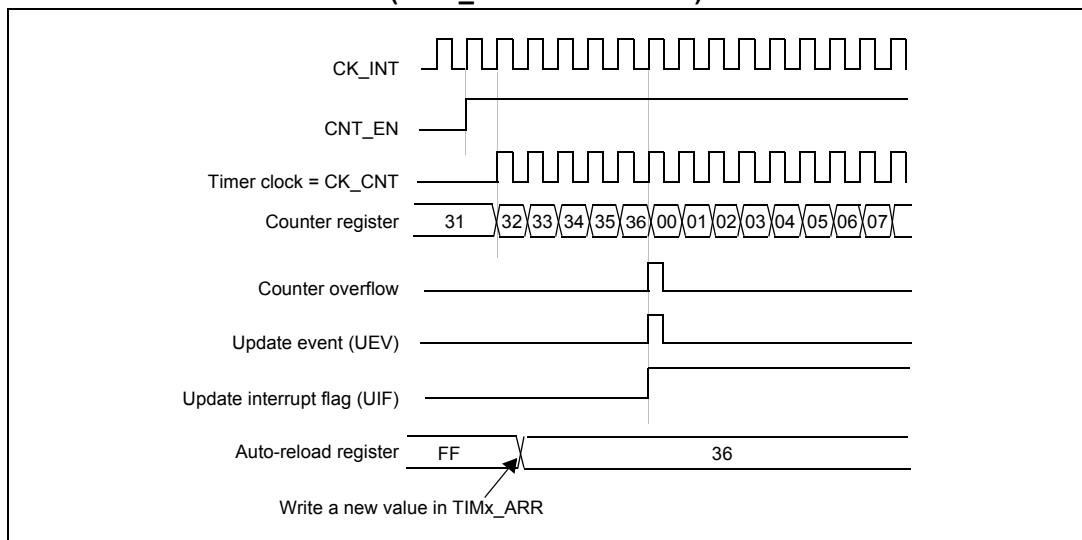 CK_INT
CNT_EN
Timer clock = CK_CNT
Counter register 31 32 33 34 35 36 00 01 02 03 04 05 06 07
Counter overflow
Update event (UEV)
Update interrupt flag (UIF)
Auto-reload register FF 36
Write a new value in TIMx_ARR